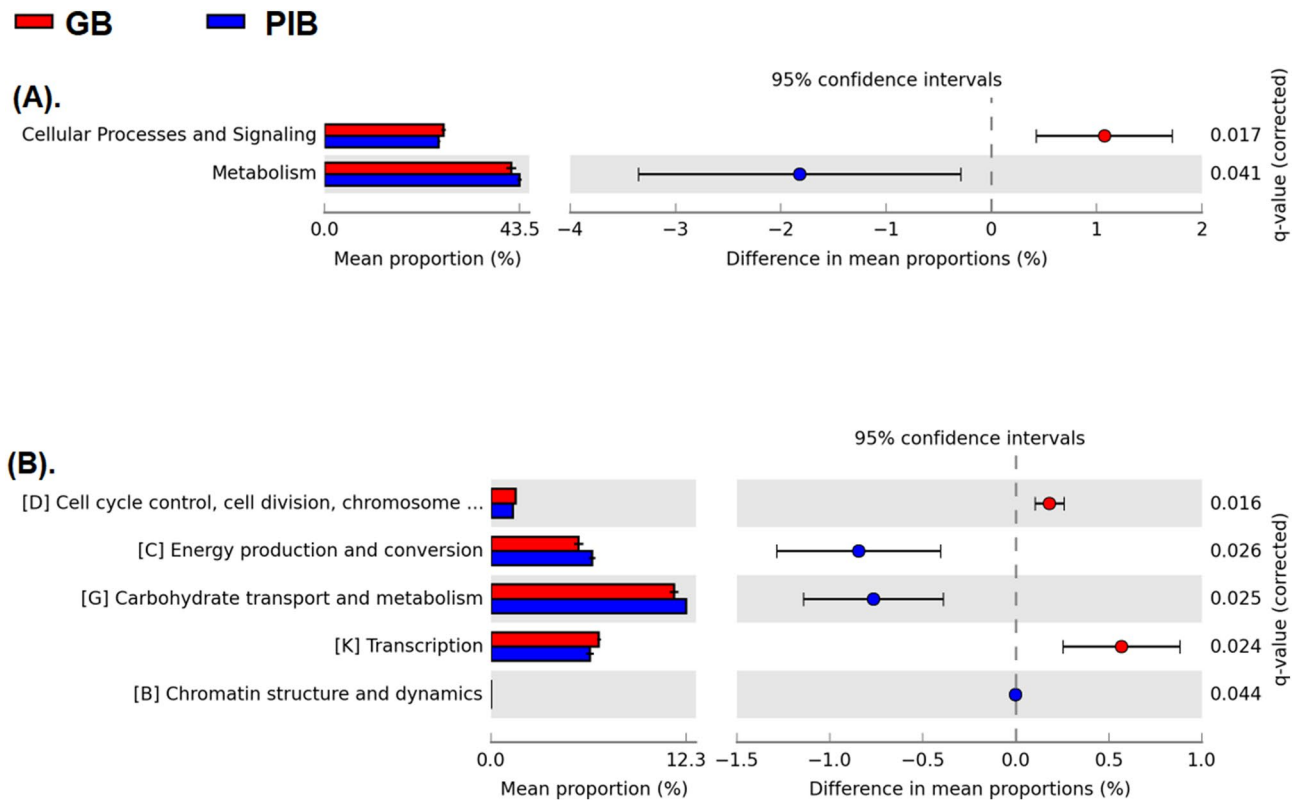 GB PIB
(A).
95% confidence intervals
Cellular Processes and Signaling 0.017
Metabolism 0.041
q-value (corrected)
0.0 43.5 −4 −3 −2 −1 0 1 2
Mean proportion (%) Difference in mean proportions (%)
95% confidence intervals
(B).
[D] Cell cycle control, cell division, chromosome ... 0.016
[C] Energy production and conversion 0.026
[G] Carbohydrate transport and metabolism 0.025
[K] Transcription 0.024
[B] Chromatin structure and dynamics 0.044
q-value (corrected)
0.0 12.3 −1.5 −1.0 −0.5 0.0 0.5 1.0
Mean proportion (%) Difference in mean proportions (%)